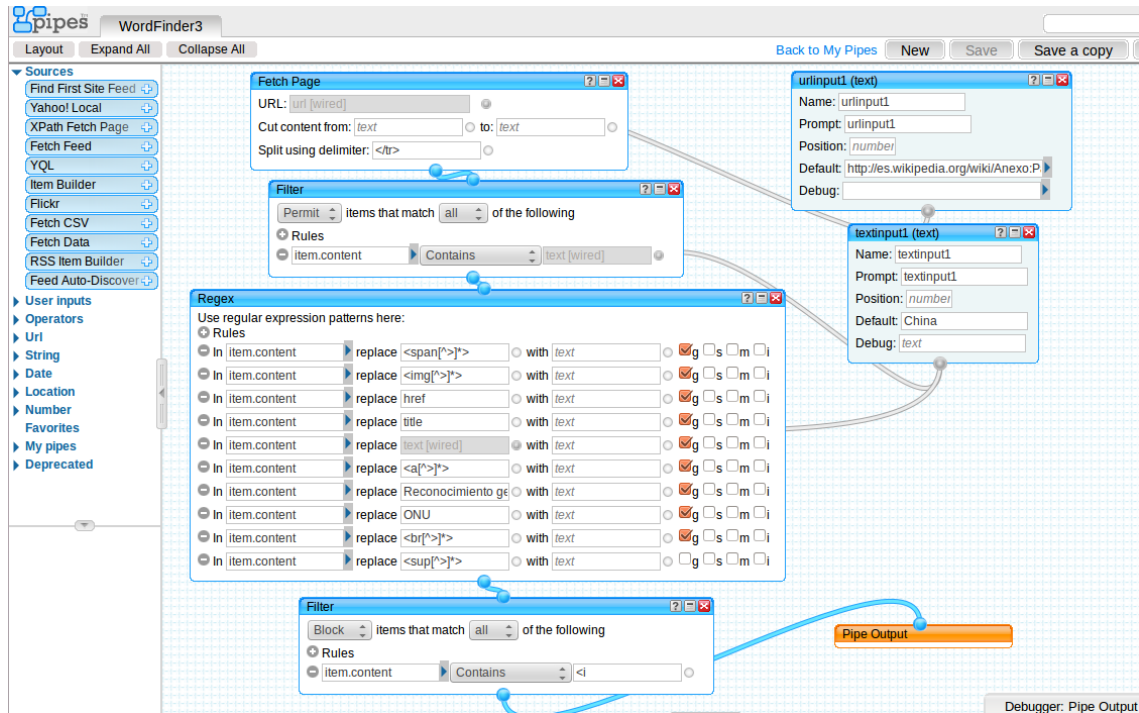 pipes
WordFinder3
Layout Expand All Collapse All Back to My Pipes New Save Save a copy
Sources
Find First Site Feed
Yahoo! Local
XPath Fetch Page
Fetch Feed
YQL
Item Builder
Flickr
Fetch CSV
Fetch Data
RSS Item Builder
Feed Auto-Discover
User inputs
Operators
Url
String
Date
Location
Number
Favorites
My pipes
Deprecated
Fetch Page
URL: url [wired]
Cut content from: text to: text
Split using delimiter: </tr>
Filter
Permit items that match all of the following
Rules
item.content Contains text [wired]
Regex
Use regular expression patterns here:
Rules
In item.content replace <span[^>]*> with text g s m i
In item.content replace <img[^>]*> with text g s m i
In item.content replace href with text g s m i
In item.content replace title with text g s m i
In item.content replace text [wired] with text g s m i
In item.content replace <a[^>]*> with text g s m i
In item.content replace Reconocimiento ge with text g s m i
In item.content replace ONU with text g s m i
In item.content replace <br[^>]*> with text g s m i
In item.content replace <sup[^>]*> with text g s m i
Filter
Block items that match all of the following
Rules
item.content Contains <i
urlinput1 (text)
Name: urlinput1
Prompt: urlinput1
Position: number
Default: http://es.wikipedia.org/wiki/Anexo:P
Debug:
textinput1 (text)
Name: textinput1
Prompt: textinput1
Position: number
Default: China
Debug: text
Pipe Output
Debugger: Pipe Output